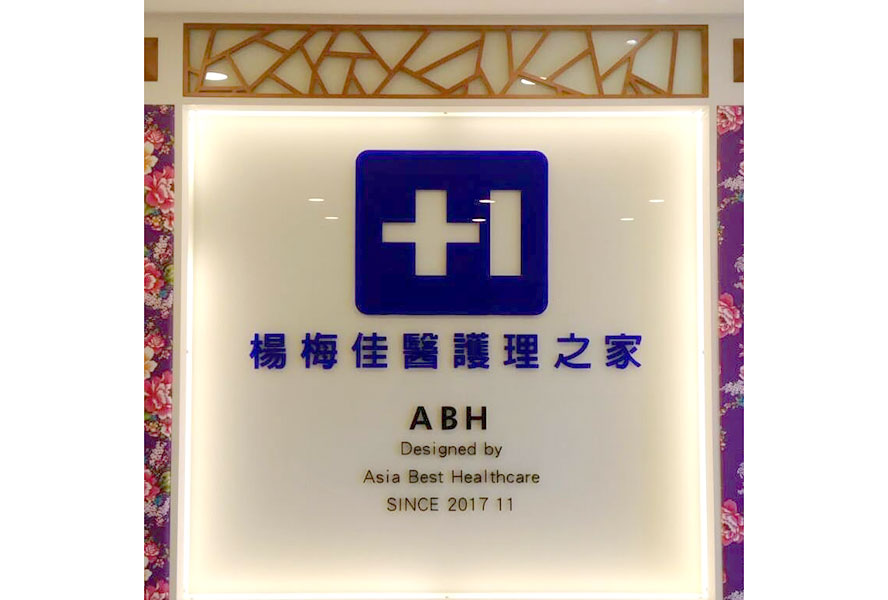 楊梅佳醫護理之家
ABH
Designed by
Asia Best Healthcare
SINCE 2017 11